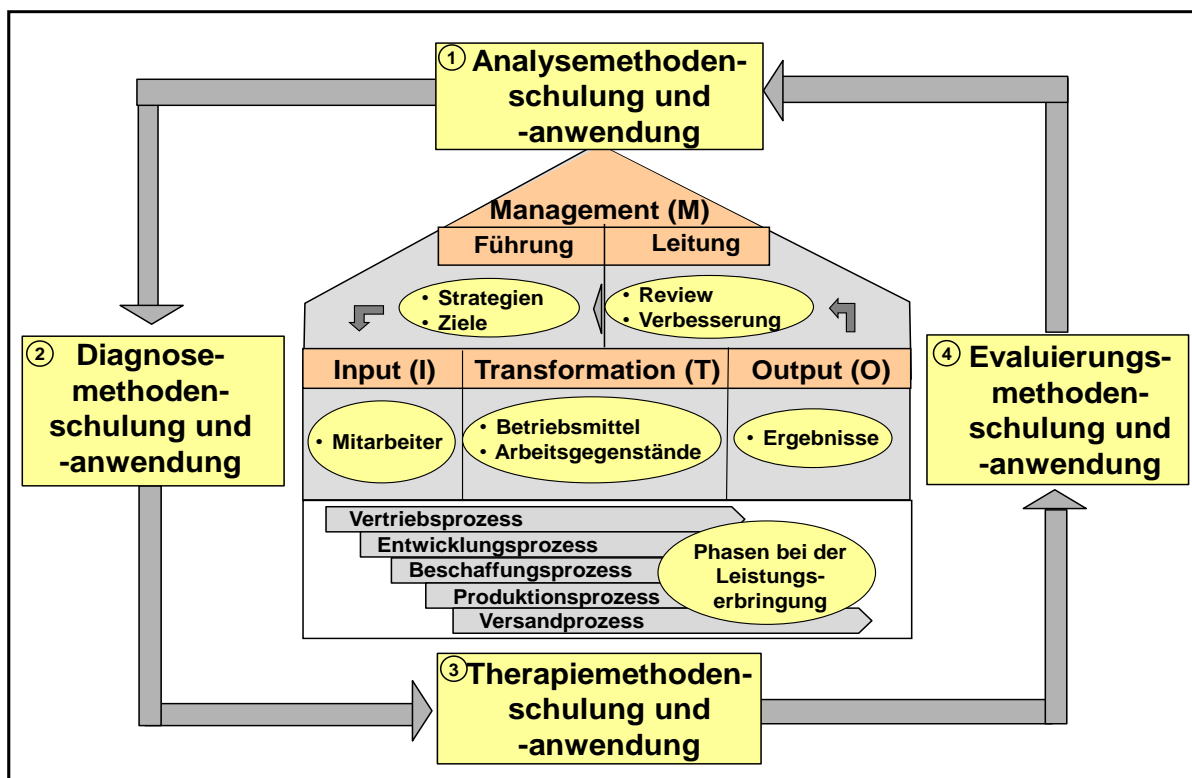 ① Analysemethoden-
schulung und
-anwendung
Management (M)
Führung Leitung
• Strategien
• Ziele
• Review
• Verbesserung
② Diagnose-
methoden-
schulung und
-anwendung
Input (I) Transformation (T) Output (O)
• Mitarbeiter
• Betriebsmittel
• Arbeitsgegenstände
• Ergebnisse
④ Evaluierungs-
methoden-
schulung und
-anwendung
Vertriebsprozess
Entwicklungsprozess
Beschaffungsprozess
Produktionsprozess
Versandprozess
Phasen bei der
Leistungs-
erbringung
③ Therapiemethoden-
schulung und
-anwendung